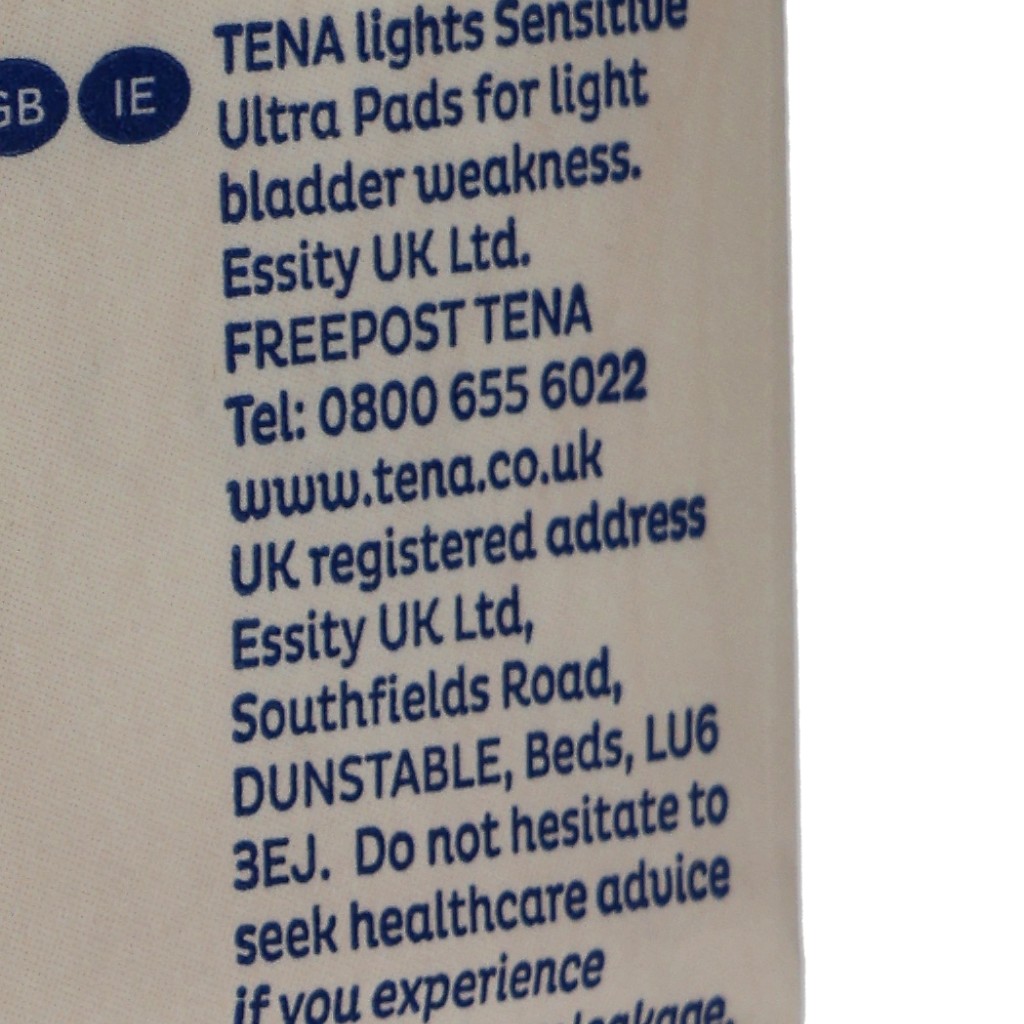 GB IE
TENA lights Sensitive
Ultra Pads for light
bladder weakness.
Essity UK Ltd.
FREEPOST TENA
Tel: 0800 655 6022
www.tena.co.uk
UK registered address
Essity UK Ltd,
Southfields Road,
DUNSTABLE, Beds, LU6
3EJ. Do not hesitate to
seek healthcare advice
if you experience
leakage.